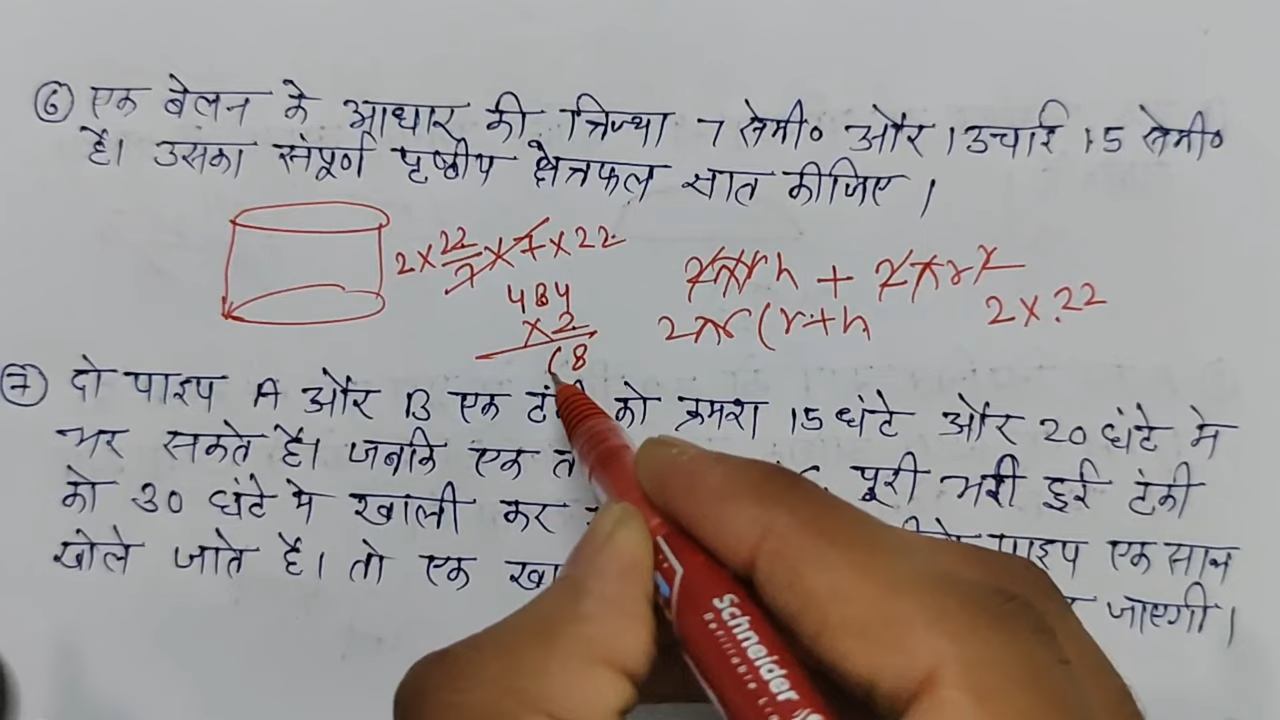 ⑥ एक बेलन के आधार की त्रिज्या 7 सेमी० और ऊचाई 15 सेमी०
है। उसका संपूर्ण पृष्ठीय क्षेत्रफल ज्ञात कीजिए।
2 × 22/7 × 7 × 22
2πrh + 2πr²
484
× 2
68
2πr (r+h
2 × 22
⑦ दो पाइप A और B एक टंकी को क्रमश 15 घंटे और 20 घंटे मे
भर सकते है। जबकि एक पूरी भरी हुई टंकी
को 30 घंटे मे खाली कर
खोले जाते है। तो एक पाइप एक साथ
जाएगी।
Schneider